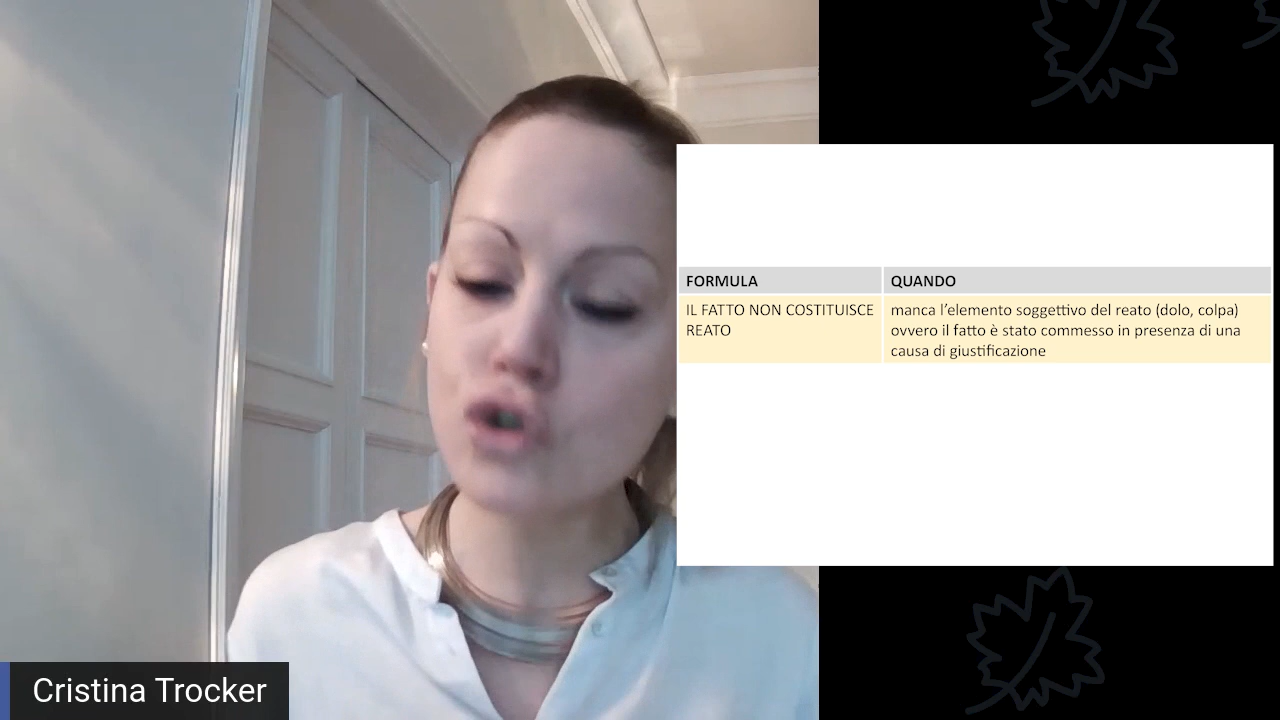 FORMULA
QUANDO
IL FATTO NON COSTITUISCE
REATO
manca l’elemento soggettivo del reato (dolo, colpa)
ovvero il fatto è stato commesso in presenza di una
causa di giustificazione
Cristina Trocker